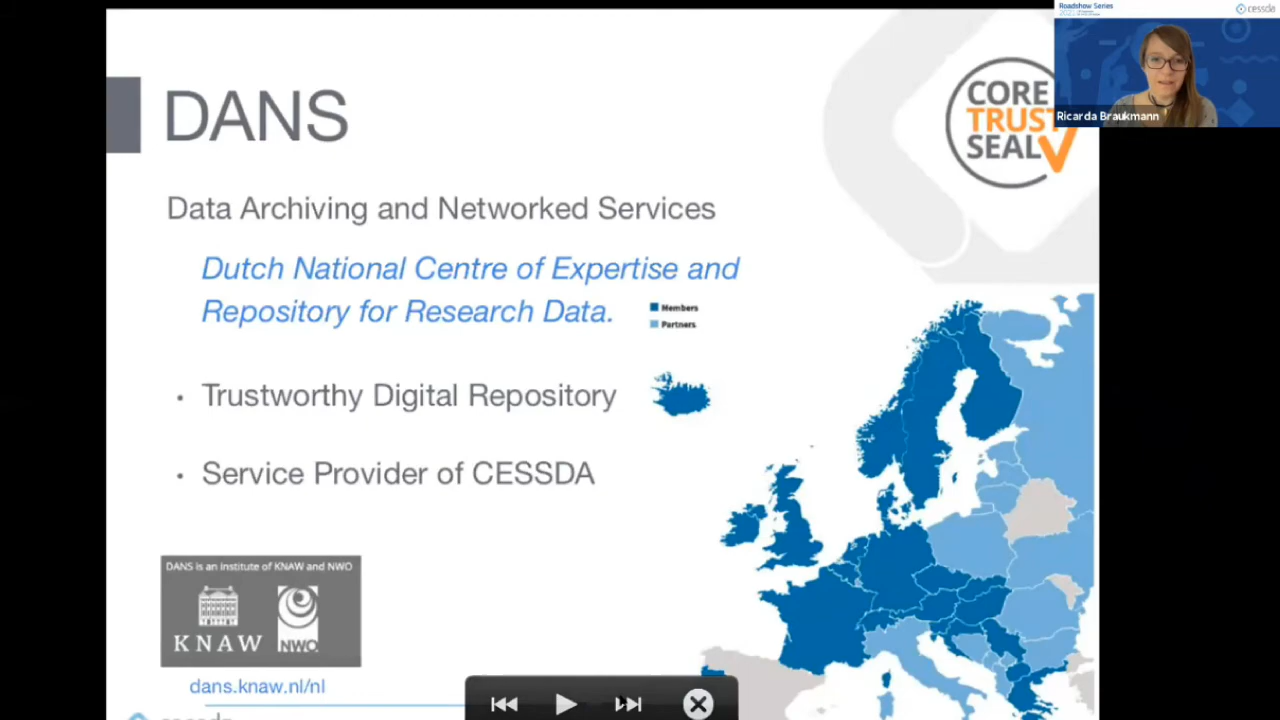 Roadshow Series
cessda
Ricarda Braukmann
CORE
TRUST
SEAL
DANS
Data Archiving and Networked Services
Dutch National Centre of Expertise and
Repository for Research Data.
Members
Partners
Trustworthy Digital Repository
Service Provider of CESSDA
DANS is an institute of KNAW and NWO
KNAW
NWO
dans.knaw.nl/nl